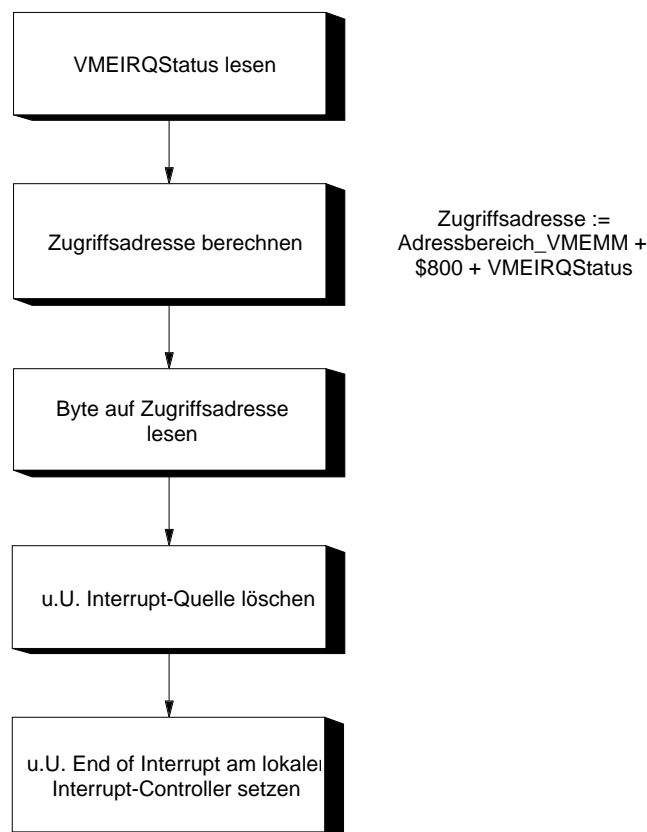 VMEIRQStatus lesen
Zugriffsadresse berechnen
Zugriffsadresse :=
Adressbereich_VMEMM +
$800 + VMEIRQStatus
Byte auf Zugriffsadresse
lesen
u.U. Interrupt-Quelle löschen
u.U. End of Interrupt am lokalen
Interrupt-Controller setzen